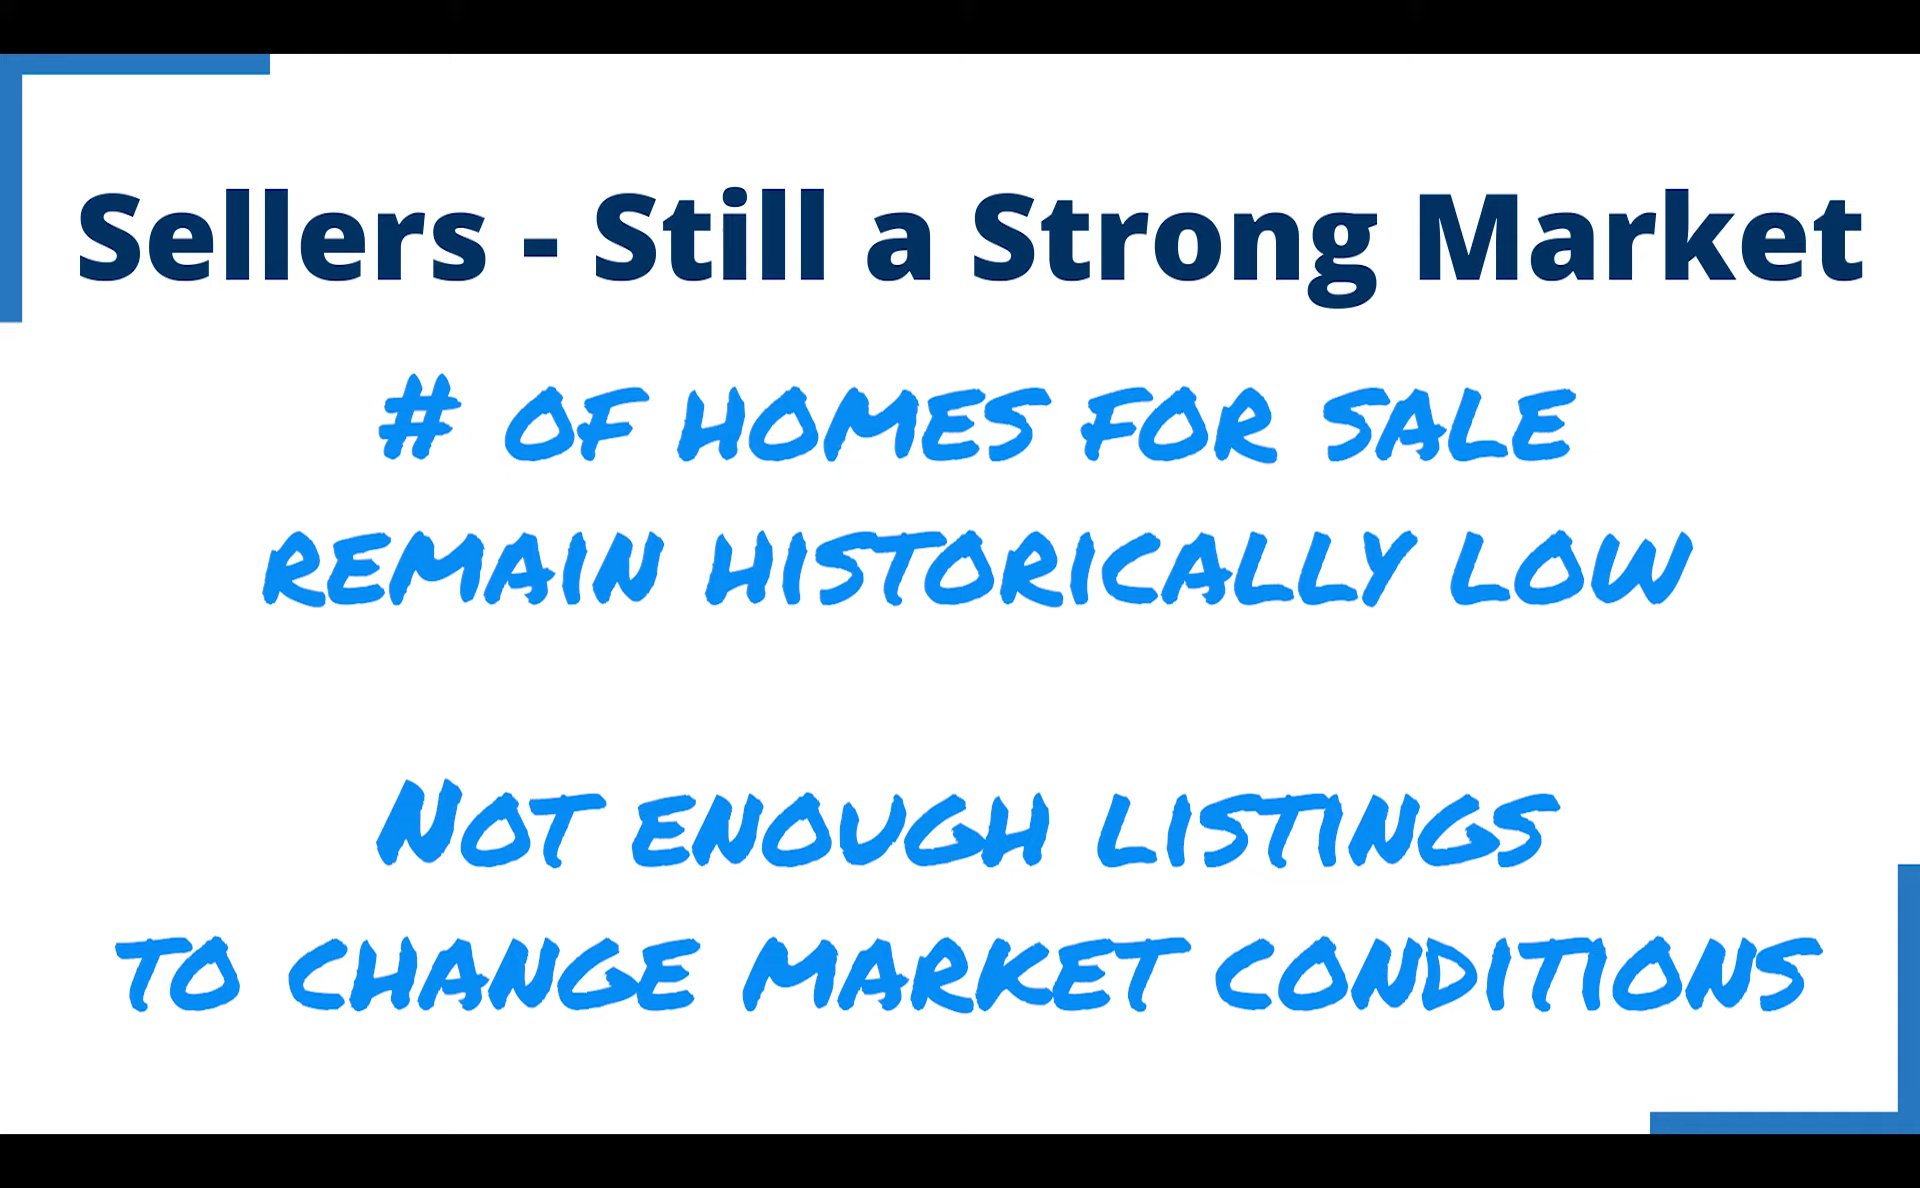 Sellers - Still a Strong Market
# of homes for sale
remain historically low
Not enough listings
to change market conditions